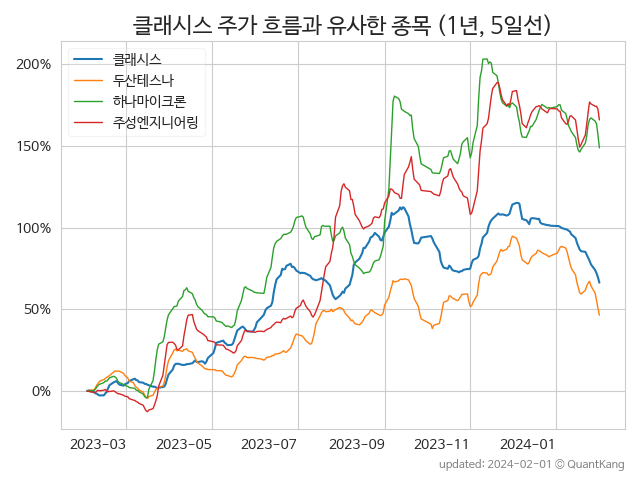 클래시스 주가 흐름과 유사한 종목 (1년, 5일선)
클래시스
두산테스나
하나마이크론
주성엔지니어링
200%
150%
100%
50%
0%
2023-03 2023-05 2023-07 2023-09 2023-11 2024-01
updated: 2024-02-01 © QuantKang